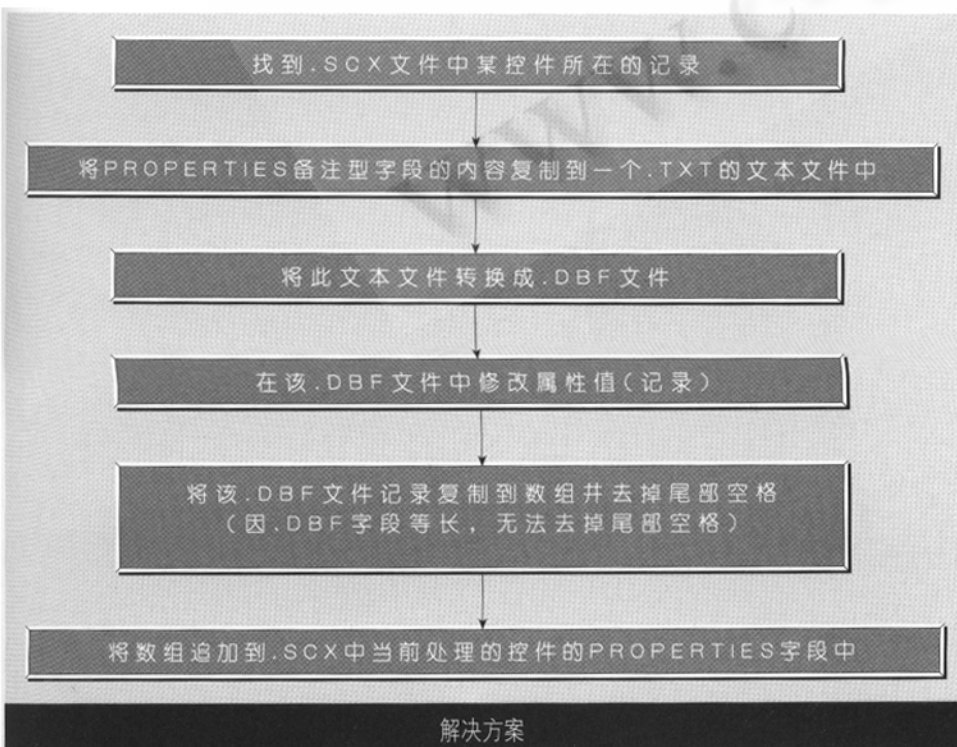 找到.SCX文件中某控件所在的记录
将PROPERTIES备注型字段的内容复制到一个.TXT的文本文件中
将此文本文件转换成.DBF文件
在该.DBF文件中修改属性值(记录)
将该.DBF文件记录复制到数组并去掉尾部空格
(因.DBF字段等长，无法去掉尾部空格)
将数组追加到.SCX中当前处理的控件的PROPERTIES字段中
解决方案